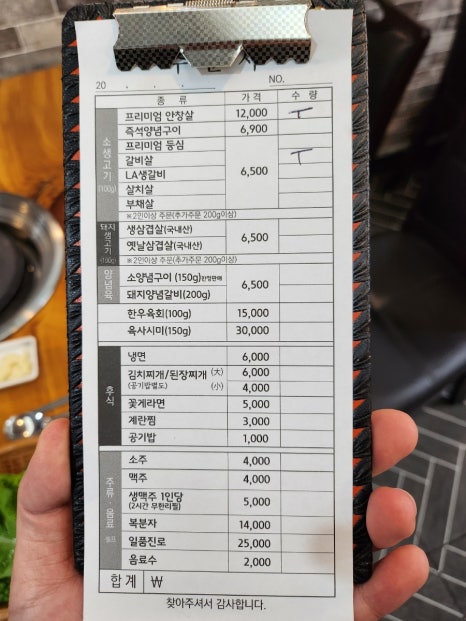 20 . . . NO.
종 류 가 격 수 량
소생고기 (100g)
프리미엄 안창살 12,000 T
즉석양념구이 6,900
프리미엄 등심
갈비살 T
LA생갈비 6,500
살치살
부채살
※2인이상 주문(추가주문 200g이상)
돼지생고기 (100g)
생삼겹살(국내산) 6,500
옛날삼겹살(국내산)
※2인이상 주문(추가주문 200g이상)
양념육
소양념구이 (150g)한정판매 6,500
돼지양념갈비(200g)
한우육회(100g) 15,000
육사시미(150g) 30,000
후식
냉면 6,000
김치찌개/된장찌개 (大) 6,000
(공기밥별도) (小) 4,000
꽃게라면 5,000
계란찜 3,000
공기밥 1,000
주류·음료
소주 4,000
맥주 4,000
생맥주 1인당 5,000
(2시간 무한리필)
복분자 14,000
일품진로 25,000
음료수 2,000
합 계 ₩
찾아주셔서 감사합니다.